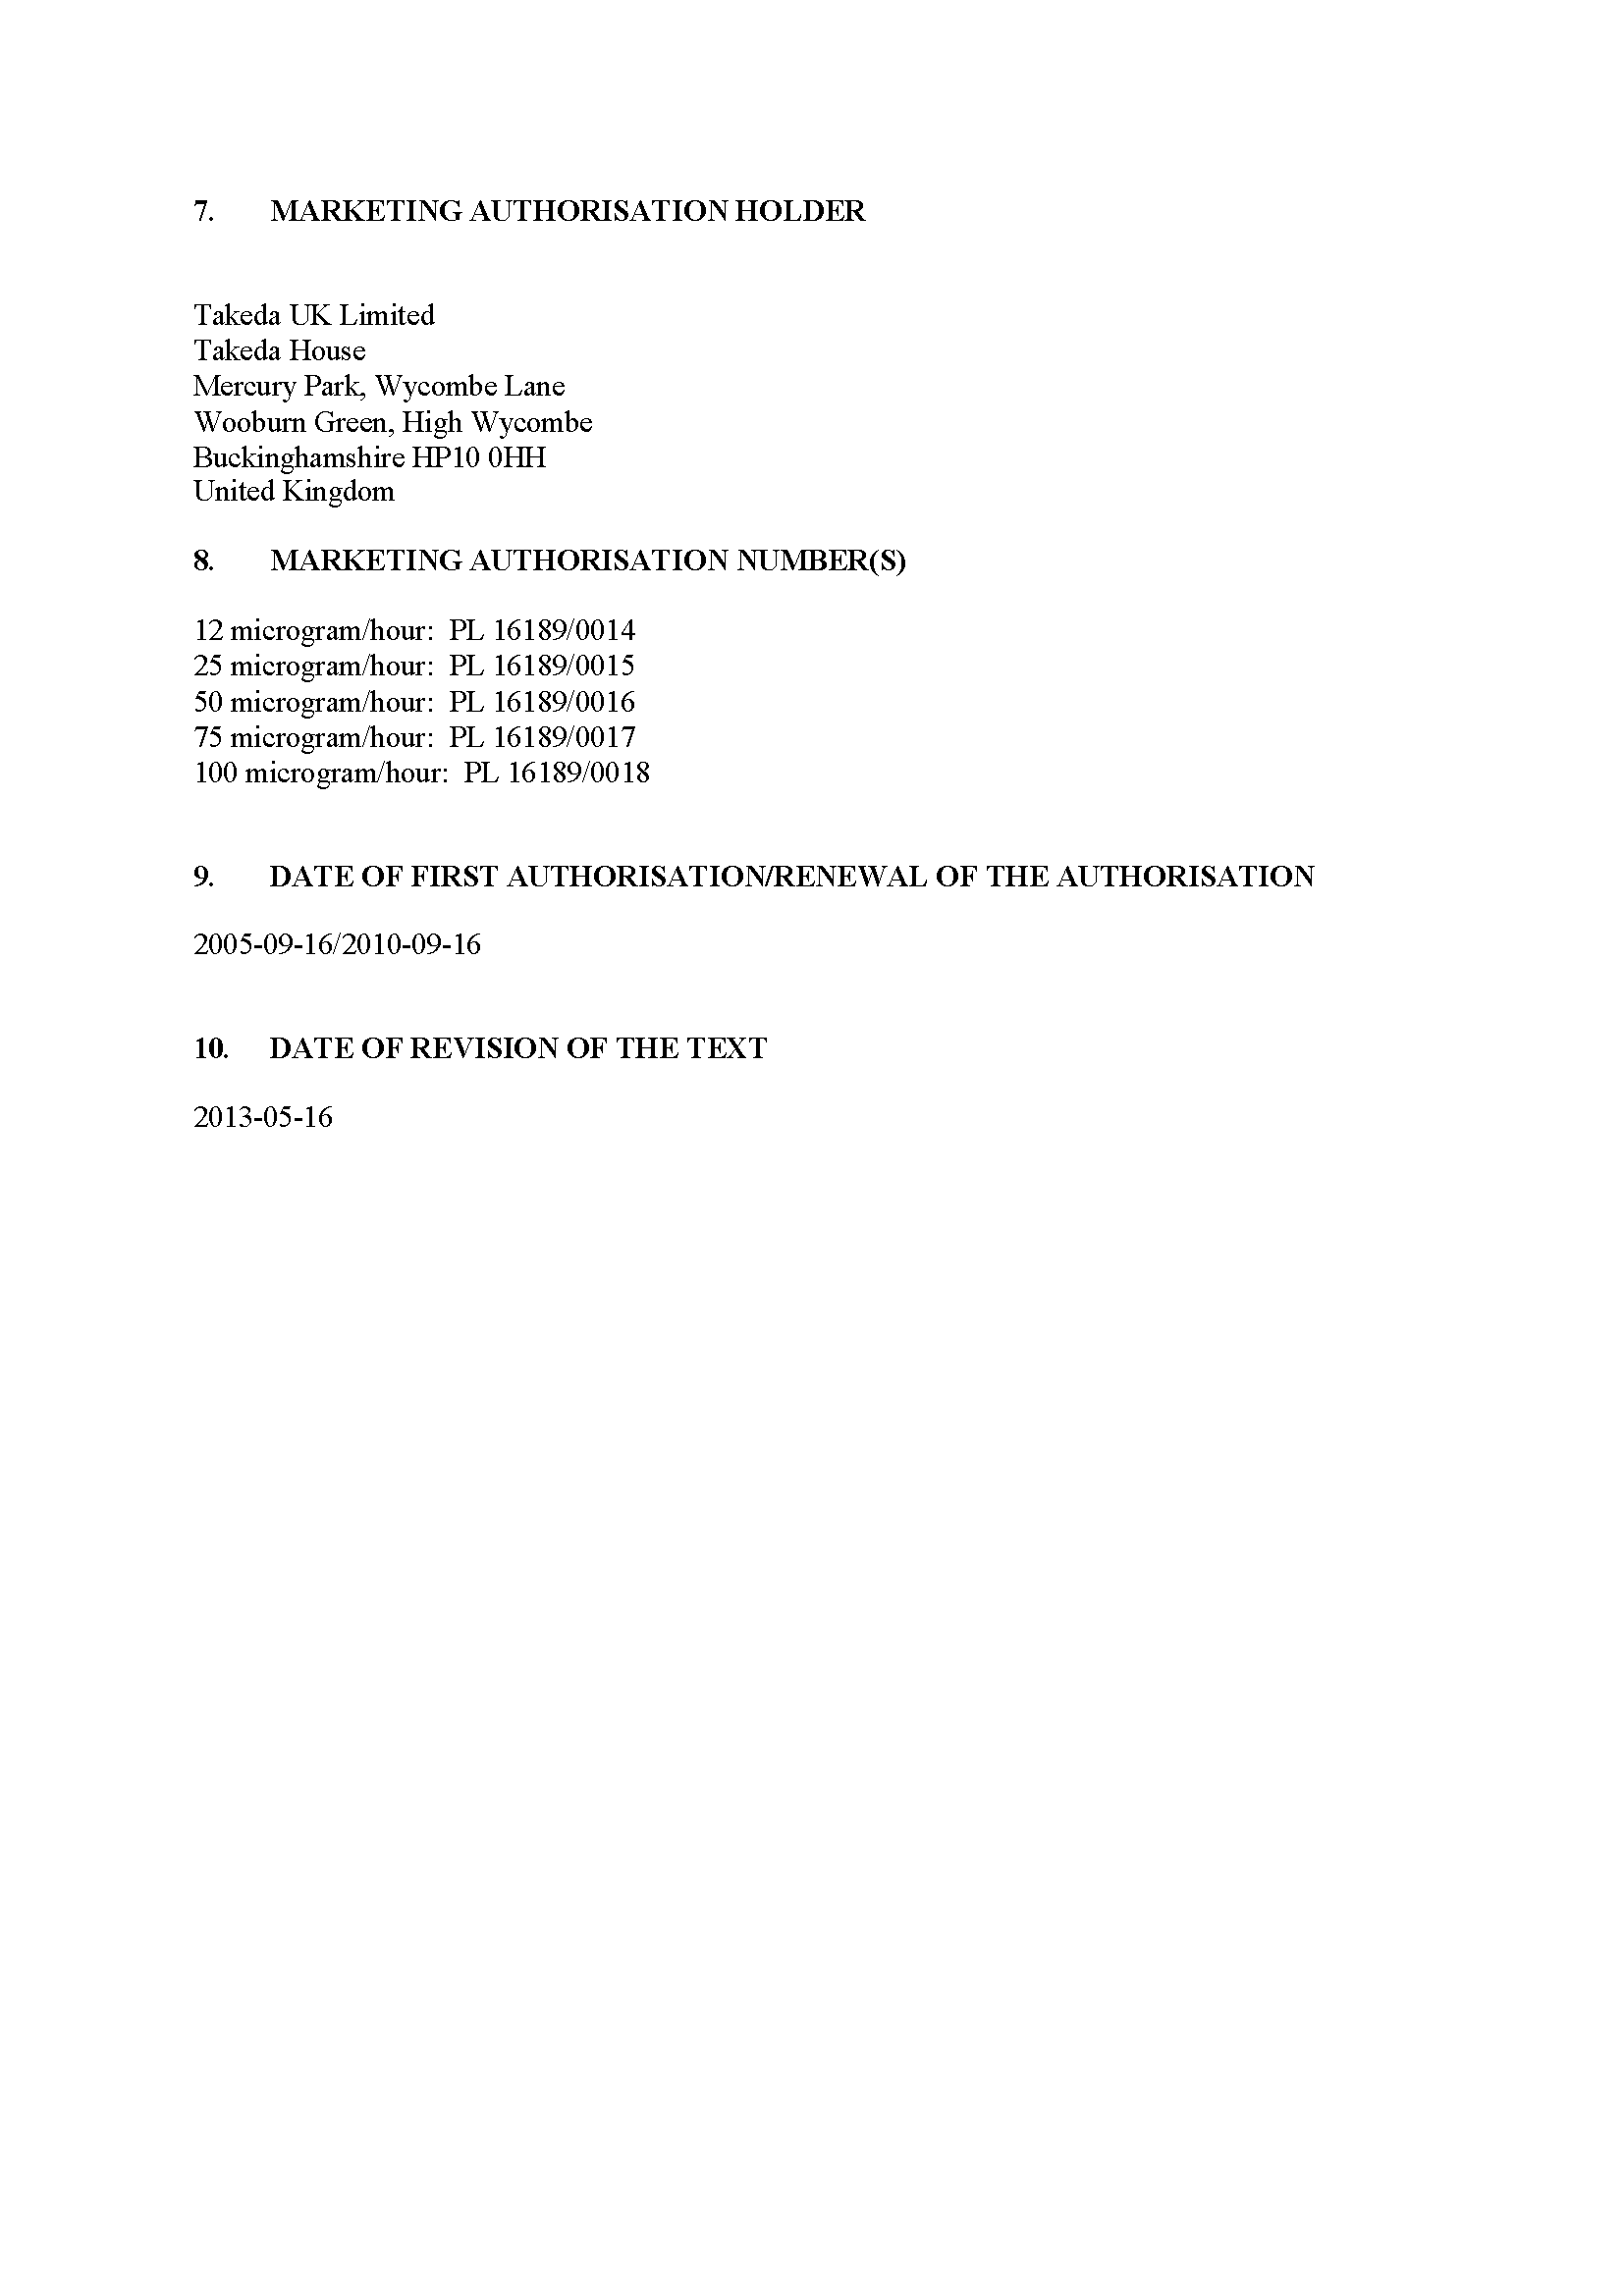 7. MARKETING AUTHORISATION HOLDER
Takeda UK Limited
Takeda House
Mercury Park, Wycombe Lane
Wooburn Green, High Wycombe
Buckinghamshire HP10 0HH
United Kingdom
8. MARKETING AUTHORISATION NUMBER(S)
12 microgram/hour: PL 16189/0014
25 microgram/hour: PL 16189/0015
50 microgram/hour: PL 16189/0016
75 microgram/hour: PL 16189/0017
100 microgram/hour: PL 16189/0018
9. DATE OF FIRST AUTHORISATION/RENEWAL OF THE AUTHORISATION
2005-09-16/2010-09-16
10. DATE OF REVISION OF THE TEXT
2013-05-16